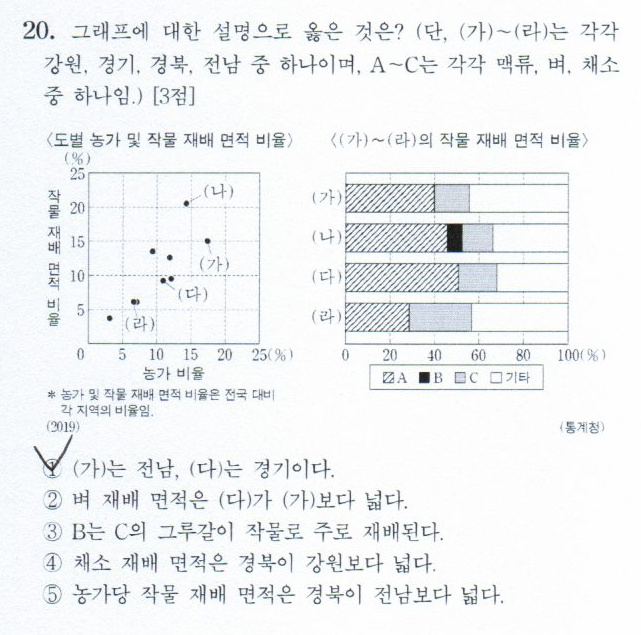 20. 그래프에 대한 설명으로 옳은 것은? (단, (가)~(라)는 각각
강원, 경기, 경북, 전남 중 하나이며, A~C는 각각 맥류, 벼, 채소
중 하나임.) [3점]
〈도별 농가 및 작물 재배 면적 비율〉
(%)
25
20
15
10
5
0
작물 재배 면적 비율
(나)
(가)
(다)
(라)
5 10 15 20 25(%)
농가 비율
* 농가 및 작물 재배 면적 비율은 전국 대비
각 지역의 비율임.
(2019)
〈(가)~(라)의 작물 재배 면적 비율〉
(가)
(나)
(다)
(라)
0 20 40 60 80 100(%)
A B C 기타
(통계청)
① (가)는 전남, (다)는 경기이다.
② 벼 재배 면적은 (다)가 (가)보다 넓다.
③ B는 C의 그루갈이 작물로 주로 재배된다.
④ 채소 재배 면적은 경북이 강원보다 넓다.
⑤ 농가당 작물 재배 면적은 경북이 전남보다 넓다.